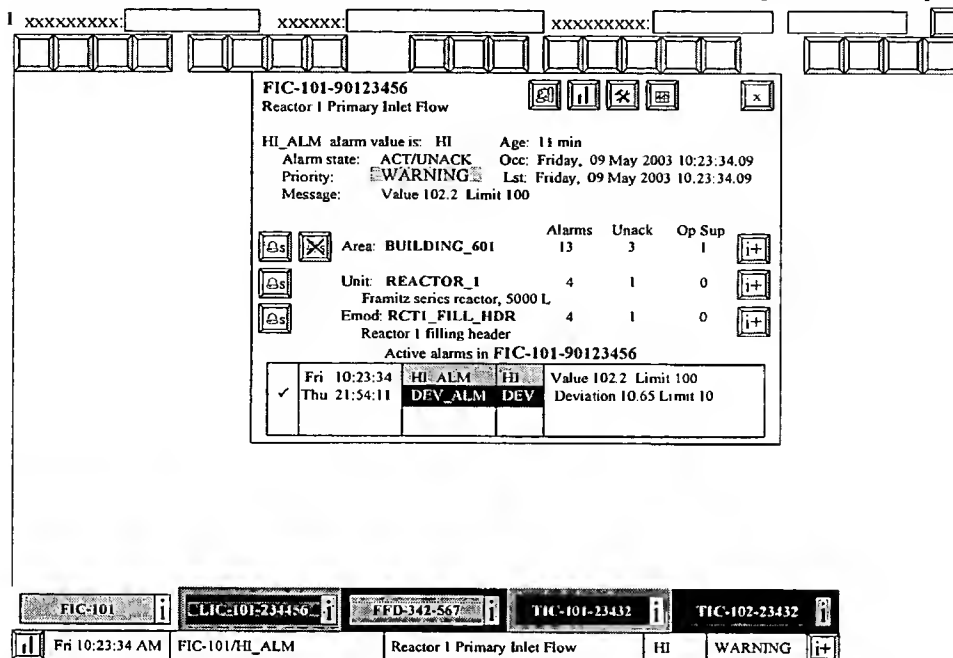 1 xxxxxxxxx: xxxxxx: xxxxxxxxx:
FIC-101-90123456
Reactor 1 Primary Inlet Flow
x
HI_ALM alarm value is: HI Age: 11 min
Alarm state: ACT/UNACK Occ: Friday, 09 May 2003 10:23:34.09
Priority: WARNING Lst: Friday, 09 May 2003 10.23:34.09
Message: Value 102.2 Limit 100
Alarms Unack Op Sup
s Area: BUILDING_601 13 3 1 i+
s Unit: REACTOR_1 4 1 0 i+
Framitz series reactor, 5000 L
s Emod: RCT1_FILL_HDR 4 1 0 i+
Reactor 1 filling header
Active alarms in FIC-101-90123456
Fri 10:23:34 HI_ALM HI Value 102.2 Limit 100
✓ Thu 21:54:11 DEV_ALM DEV Deviation 10.65 Limit 10
FIC-101 i LIC-101-234456 i FFD-342-567 i TIC-101-23432 i TIC-102-23432 i
Fri 10:23:34 AM FIC-101/HI_ALM Reactor 1 Primary Inlet Flow HI WARNING i+